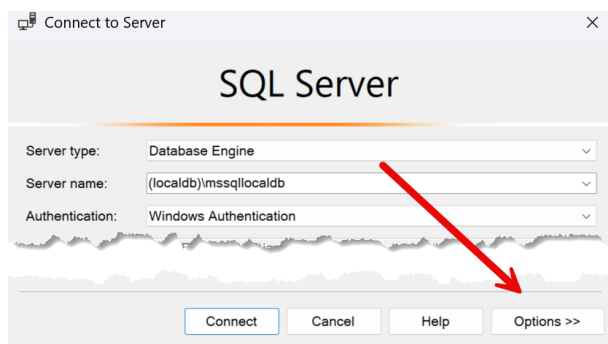 Connect to Server
SQL Server
Server type: Database Engine
Server name: (localdb)\mssqllocaldb
Authentication: Windows Authentication
Connect Cancel Help Options >>